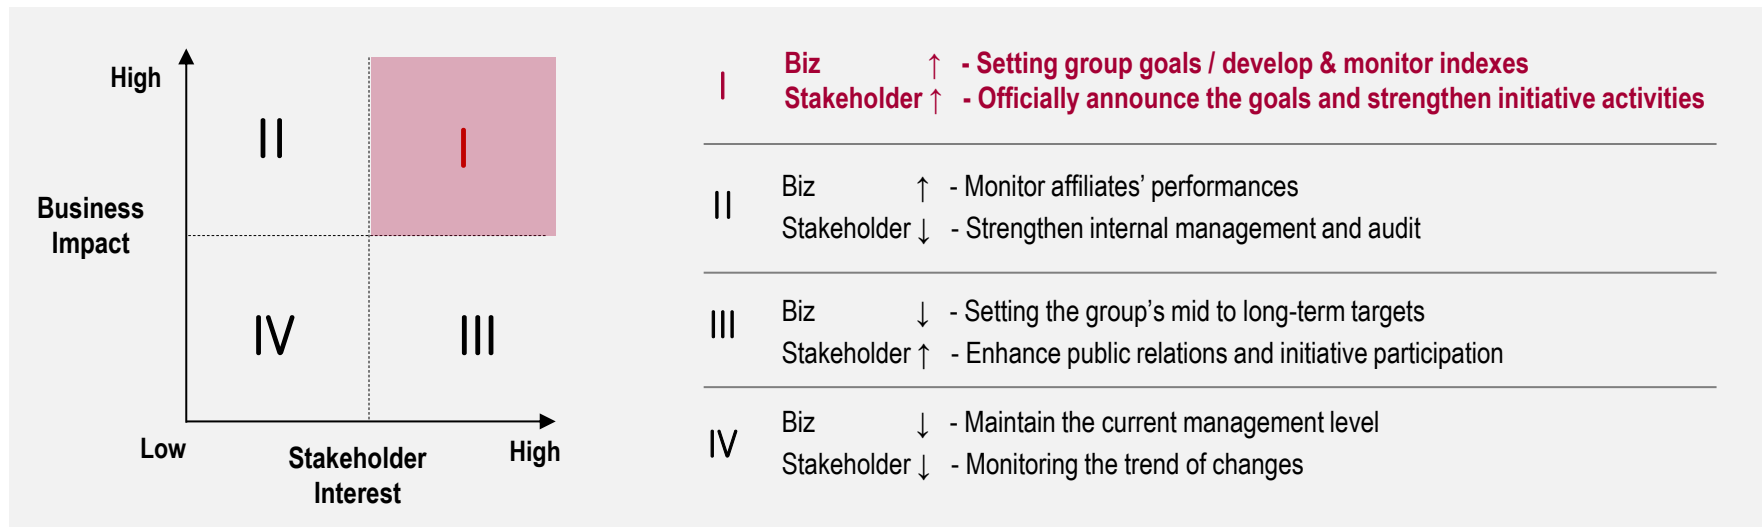 High
Business
Impact
II
I
IV
III
Low
Stakeholder
Interest
High
I
Biz ↑ - Setting group goals / develop & monitor indexes
Stakeholder ↑ - Officially announce the goals and strengthen initiative activities
II
Biz ↑ - Monitor affiliates’ performances
Stakeholder ↓ - Strengthen internal management and audit
III
Biz ↓ - Setting the group’s mid to long-term targets
Stakeholder ↑ - Enhance public relations and initiative participation
IV
Biz ↓ - Maintain the current management level
Stakeholder ↓ - Monitoring the trend of changes